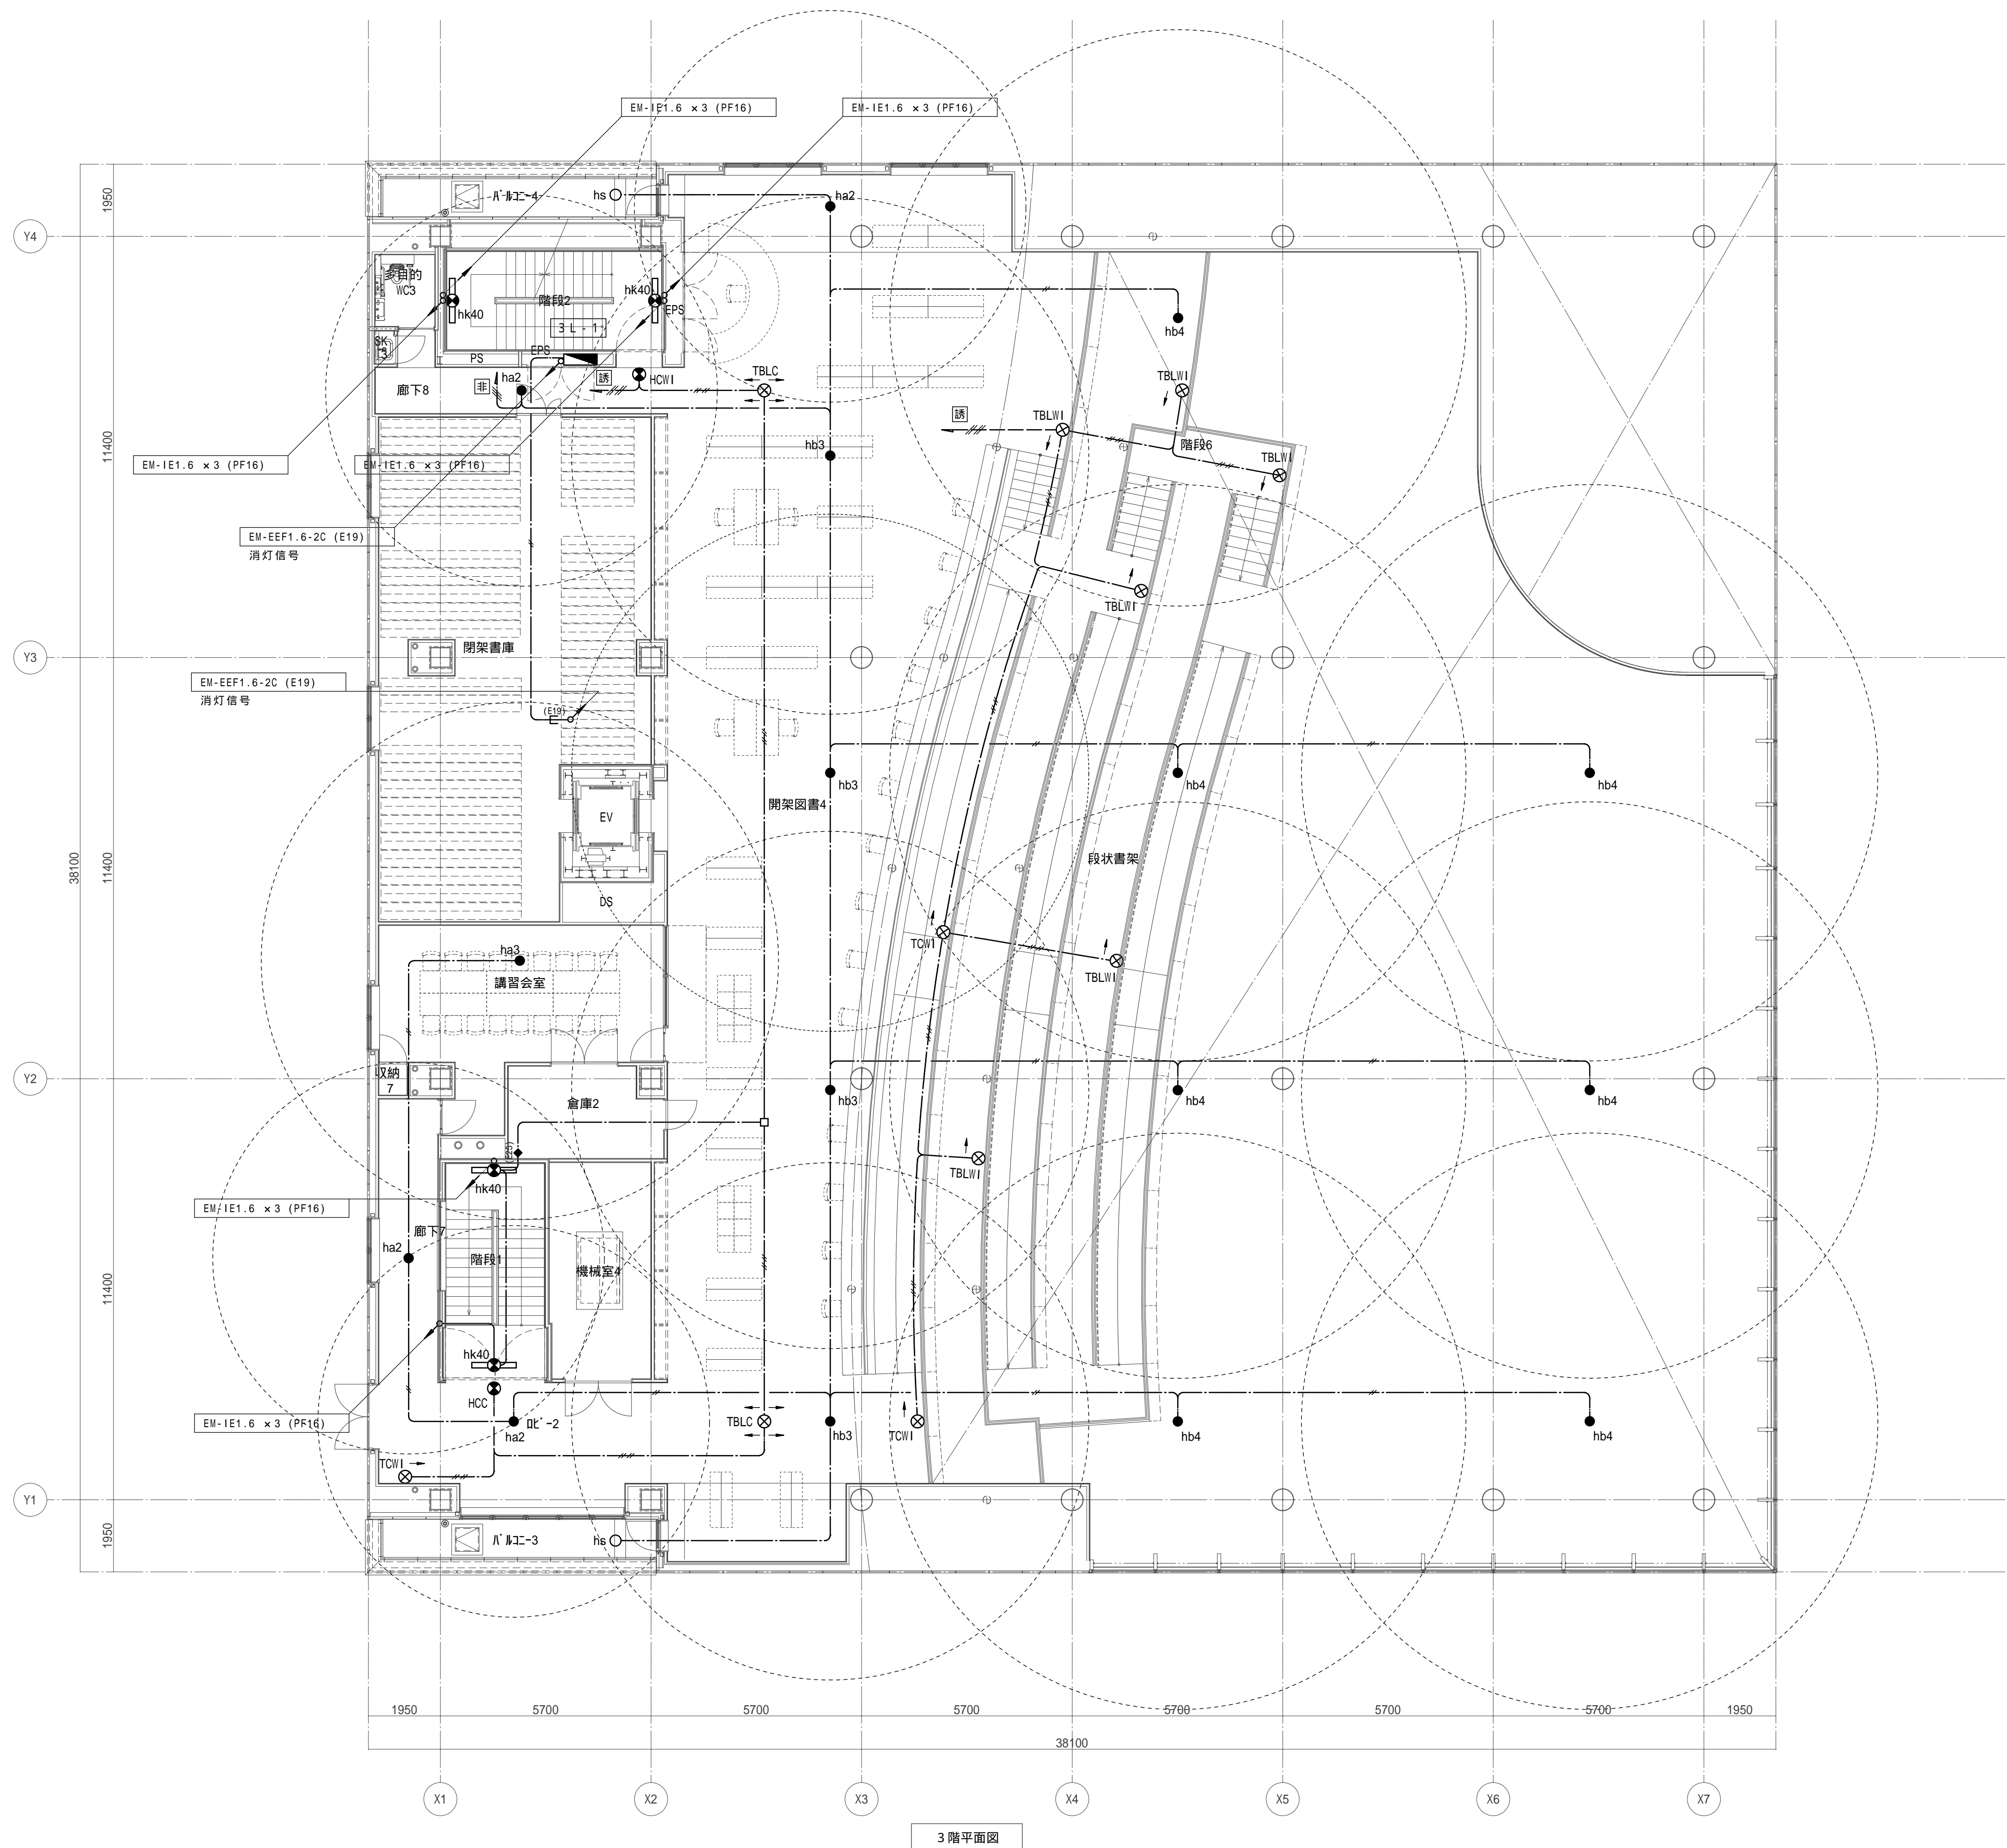 EM-IE1.6 ×3 (PF16)
EM-IE1.6 ×3 (PF16)
1950
バルコニー4
hs
ha2
Y4
多目的
WC3
hk40
階段2
hk40
EPS
hb4
3L-1
SK
3
PS
EPS
廊下8
非
ha2
誘
HCWI
TBLC
TBLWI
誘
TBLWI
階段6
11400
hb3
TBLWI
EM-IE1.6 ×3 (PF16)
EM-IE1.6 ×3 (PF16)
EM-EEF1.6-2C (E19)
消灯信号
TBLWI
Y3
閉架書庫
EM-EEF1.6-2C (E19)
消灯信号
(E19)
hb3
hb4
hb4
開架図書4
EV
段状書架
38100
11400
DS
ha3
TCWI
講習会室
TBLWI
Y2
収納
7
倉庫2
hb3
hb4
hb4
(E25)
TBLWI
hk40
EM-IE1.6 ×3 (PF16)
廊下7
ha2
階段1
機械室4
11400
hk40
HCC
EM-IE1.6 ×3 (PF16)
ロビー2
ha2
TBLC
hb3
TCWI
hb4
hb4
TCWI
Y1
1950
バルコニー3
hs
1950
5700
5700
5700
5700
5700
5700
1950
38100
X1
X2
X3
X4
X5
X6
X7
3階平面図